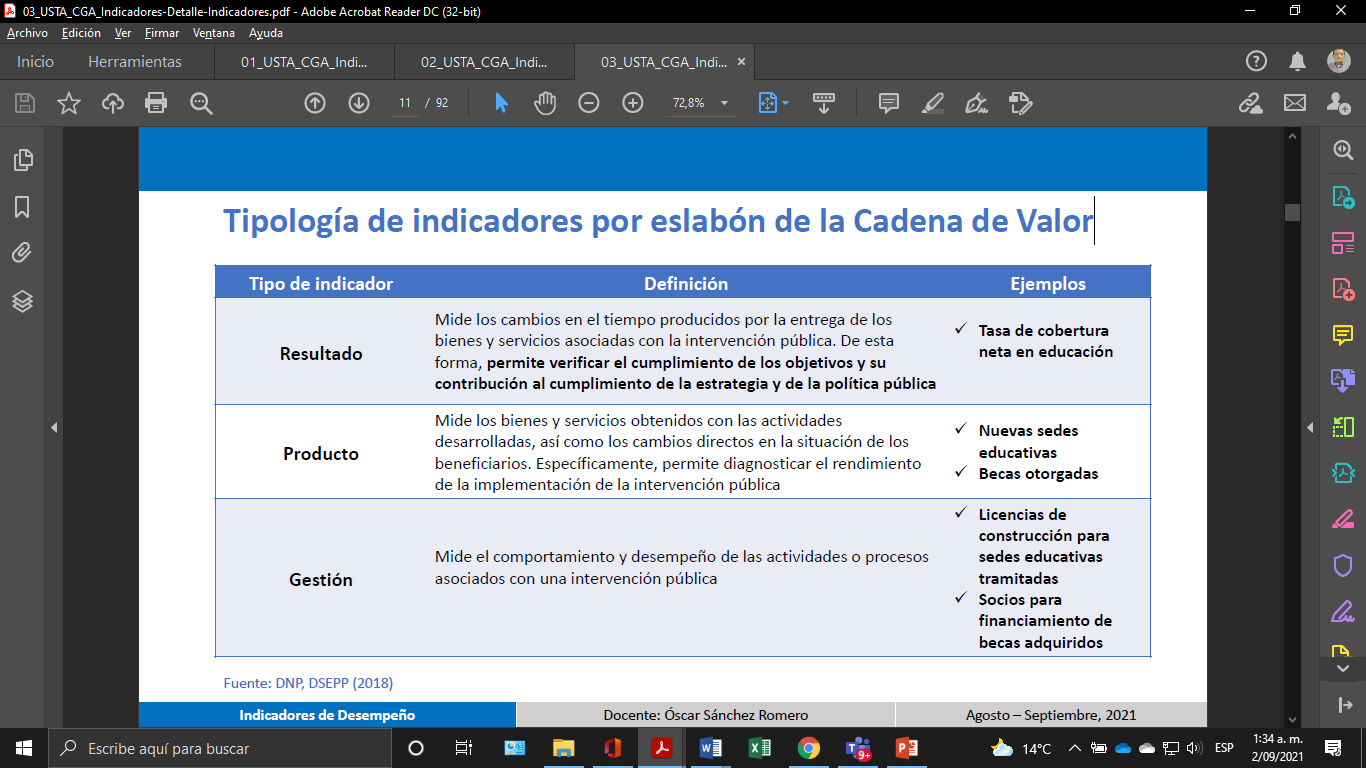 03_USTA_CGA_Indicadores-Detalle-Indicadores.pdf - Adobe Acrobat Reader DC (32-bit)
Archivo Edición Ver Firmar Ventana Ayuda
Inicio Herramientas 01_USTA_CGA_Indi... 02_USTA_CGA_Indi... 03_USTA_CGA_Indi... ×
11 / 92 72,8%
Tipología de indicadores por eslabón de la Cadena de Valor
Tipo de indicador Definición Ejemplos
Resultado
Mide los cambios en el tiempo producidos por la entrega de los
bienes y servicios asociadas con la intervención pública. De esta
forma, permite verificar el cumplimiento de los objetivos y su
contribución al cumplimiento de la estrategia y de la política pública
✓ Tasa de cobertura
neta en educación
Producto
Mide los bienes y servicios obtenidos con las actividades
desarrolladas, así como los cambios directos en la situación de los
beneficiarios. Específicamente, permite diagnosticar el rendimiento
de la implementación de la intervención pública
✓ Nuevas sedes
educativas
✓ Becas otorgadas
Gestión
Mide el comportamiento y desempeño de las actividades o procesos
asociados con una intervención pública
✓ Licencias de
construcción para
sedes educativas
tramitadas
✓ Socios para
financiamiento de
becas adquiridos
Fuente: DNP, DSEPP (2018)
Indicadores de Desempeño Docente: Óscar Sánchez Romero Agosto – Septiembre, 2021
Escribe aquí para buscar 9+ 14°C ESP 1:34 a. m.
2/09/2021